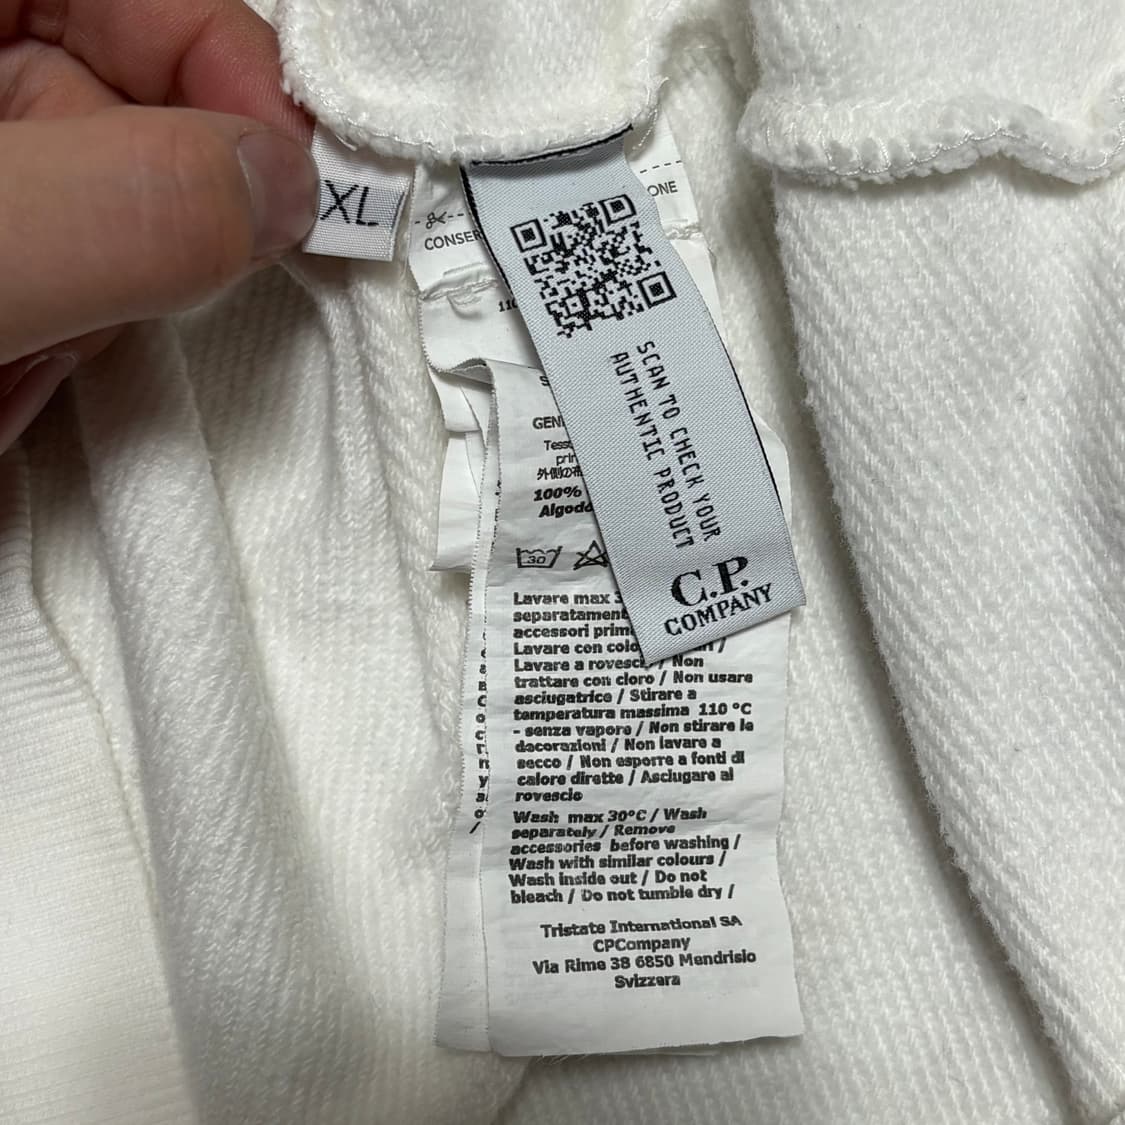 XL
ONE
CONSER
110
SCAN TO CHECK YOUR
AUTHENTIC PRODUCT
C.P.
COMPANY
GEN
Tess
prin
外側の布
100%
Algodó
30
Lavare max 3
separatament
accessori prim
Lavare con colo
Lavare a rovesc / Non
trattare con cloro / Non usare
asciugatrice / Stirare a
temperatura massima 110 °C
- senza vapore / Non stirare le
decorazioni / Non lavare a
secco / Non esporre a fonti di
calore dirette / Asciugare al
rovescio
Wash max 30°C / Wash
separately / Remove
accessories before washing /
Wash with similar colours /
Wash inside out / Do not
bleach / Do not tumble dry /
Tristate International SA
CPCompany
Via Rime 38 6850 Mendrisio
Svizzera